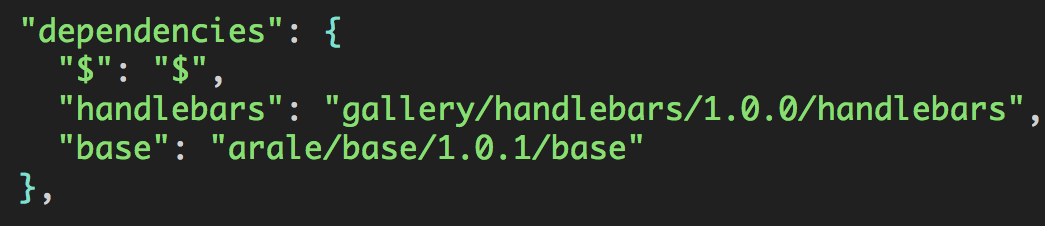 "dependencies": {
"$": "$",
"handlebars": "gallery/handlebars/1.0.0/handlebars",
"base": "arale/base/1.0.1/base"
},